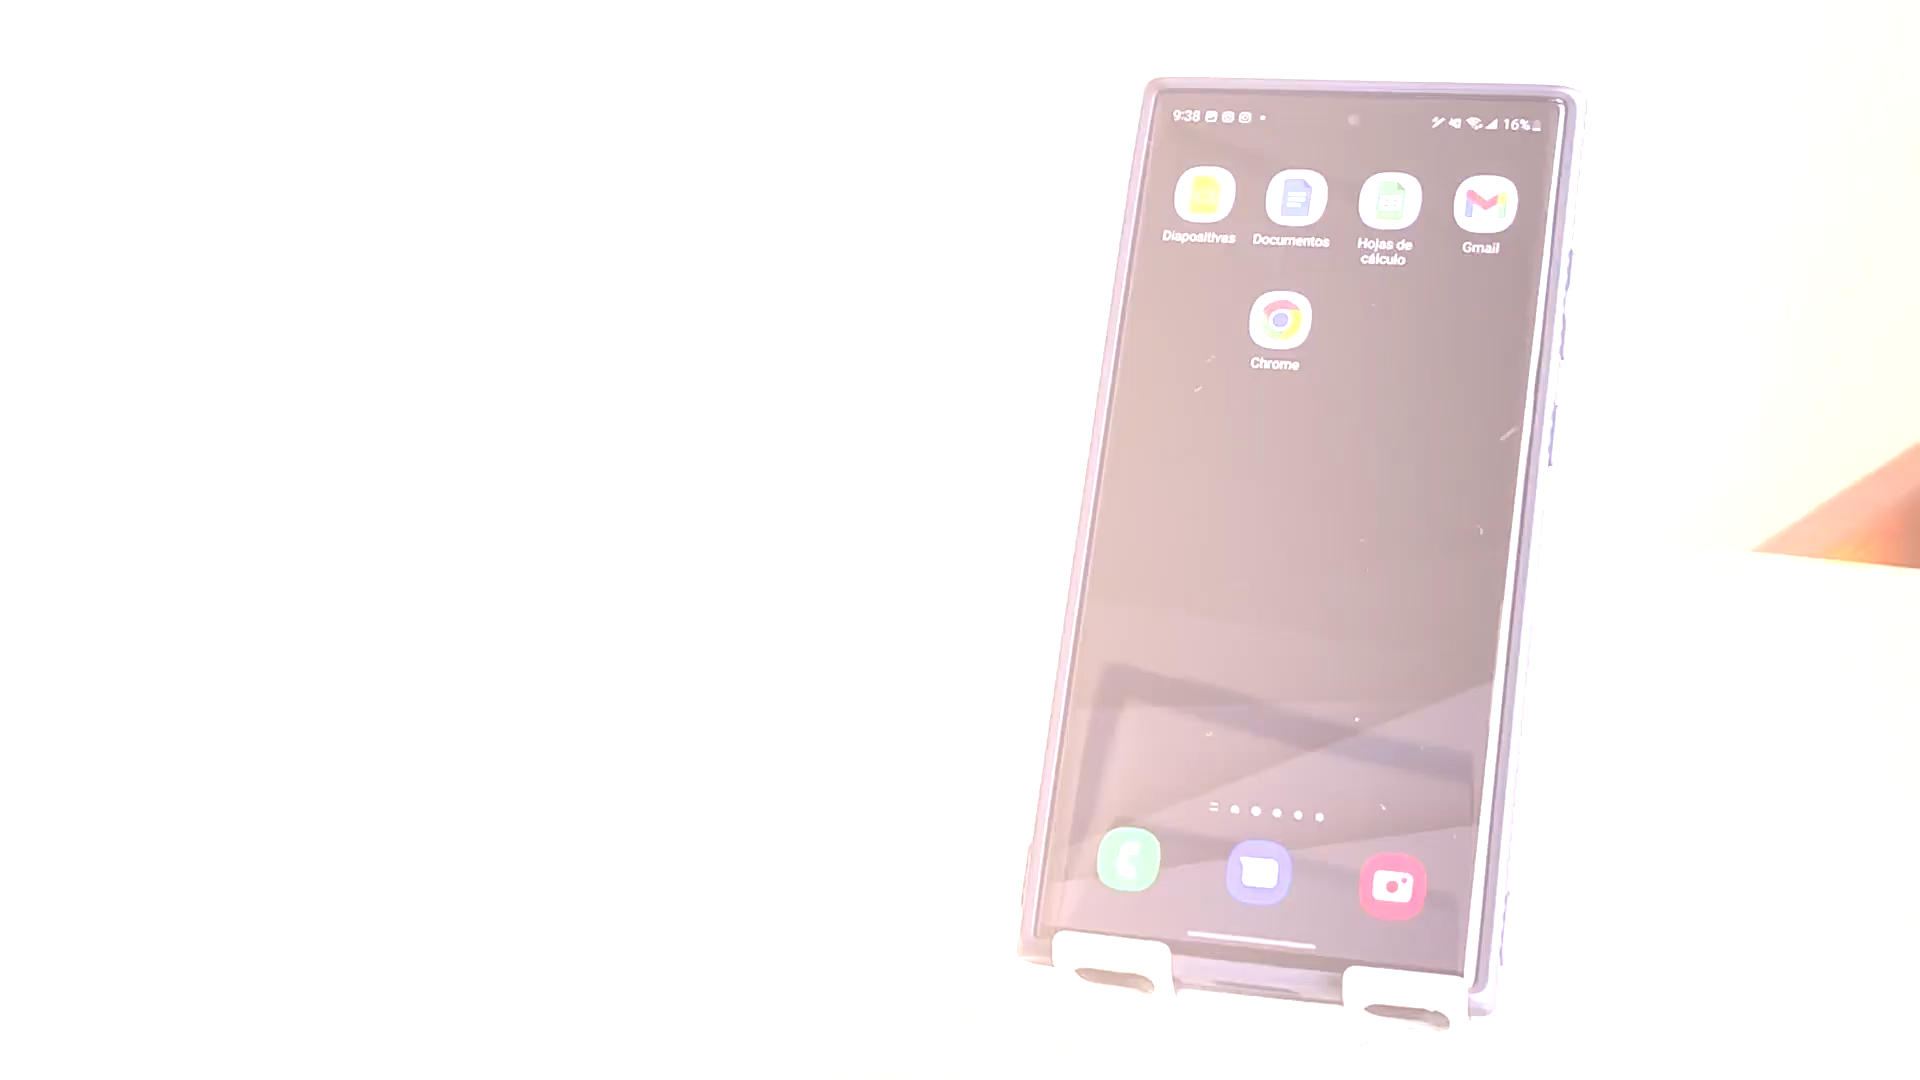 9:38
16%
Diapositivas
Documentos
Hojas de
cálculo
Gmail
Chrome